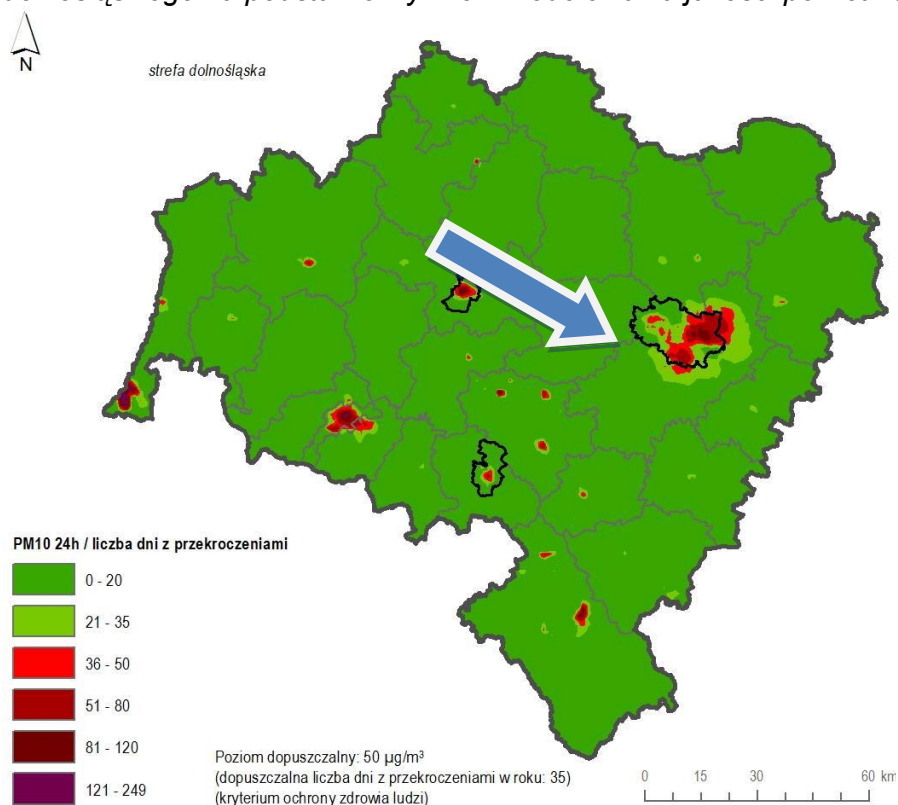 N
strefa dolnośląska
PM10 24h / liczba dni z przekroczeniami
0 - 20
21 - 35
36 - 50
51 - 80
81 - 120
121 - 249
Poziom dopuszczalny: 50 µg/m³
(dopuszczalna liczba dni z przekroczeniami w roku: 35)
(kryterium ochrony zdrowia ludzi)
0 15 30 60 km